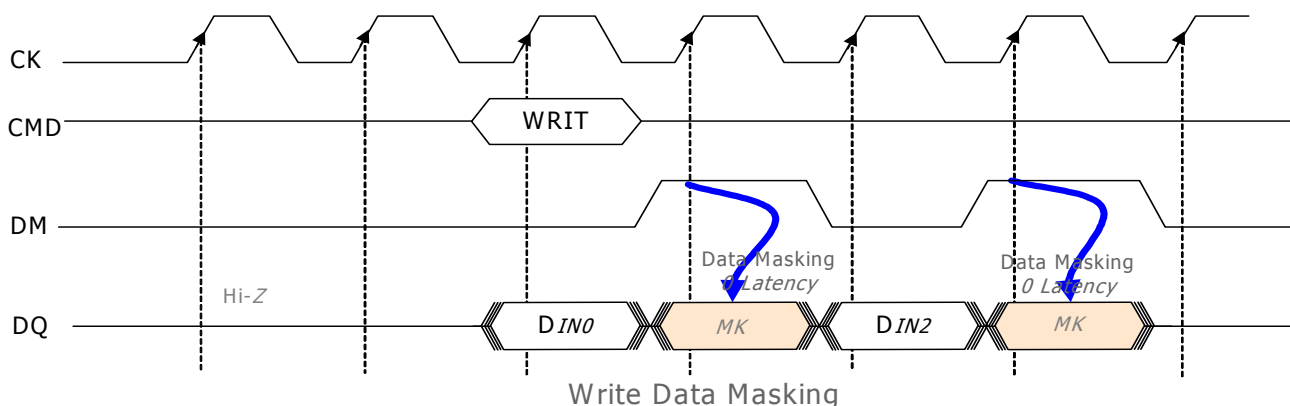 CK
CMD
WRIT
DM
Data Masking
0 Latency
Data Masking
0 Latency
Hi-Z
DQ
DIN0
MK
DIN2
MK
Write Data Masking